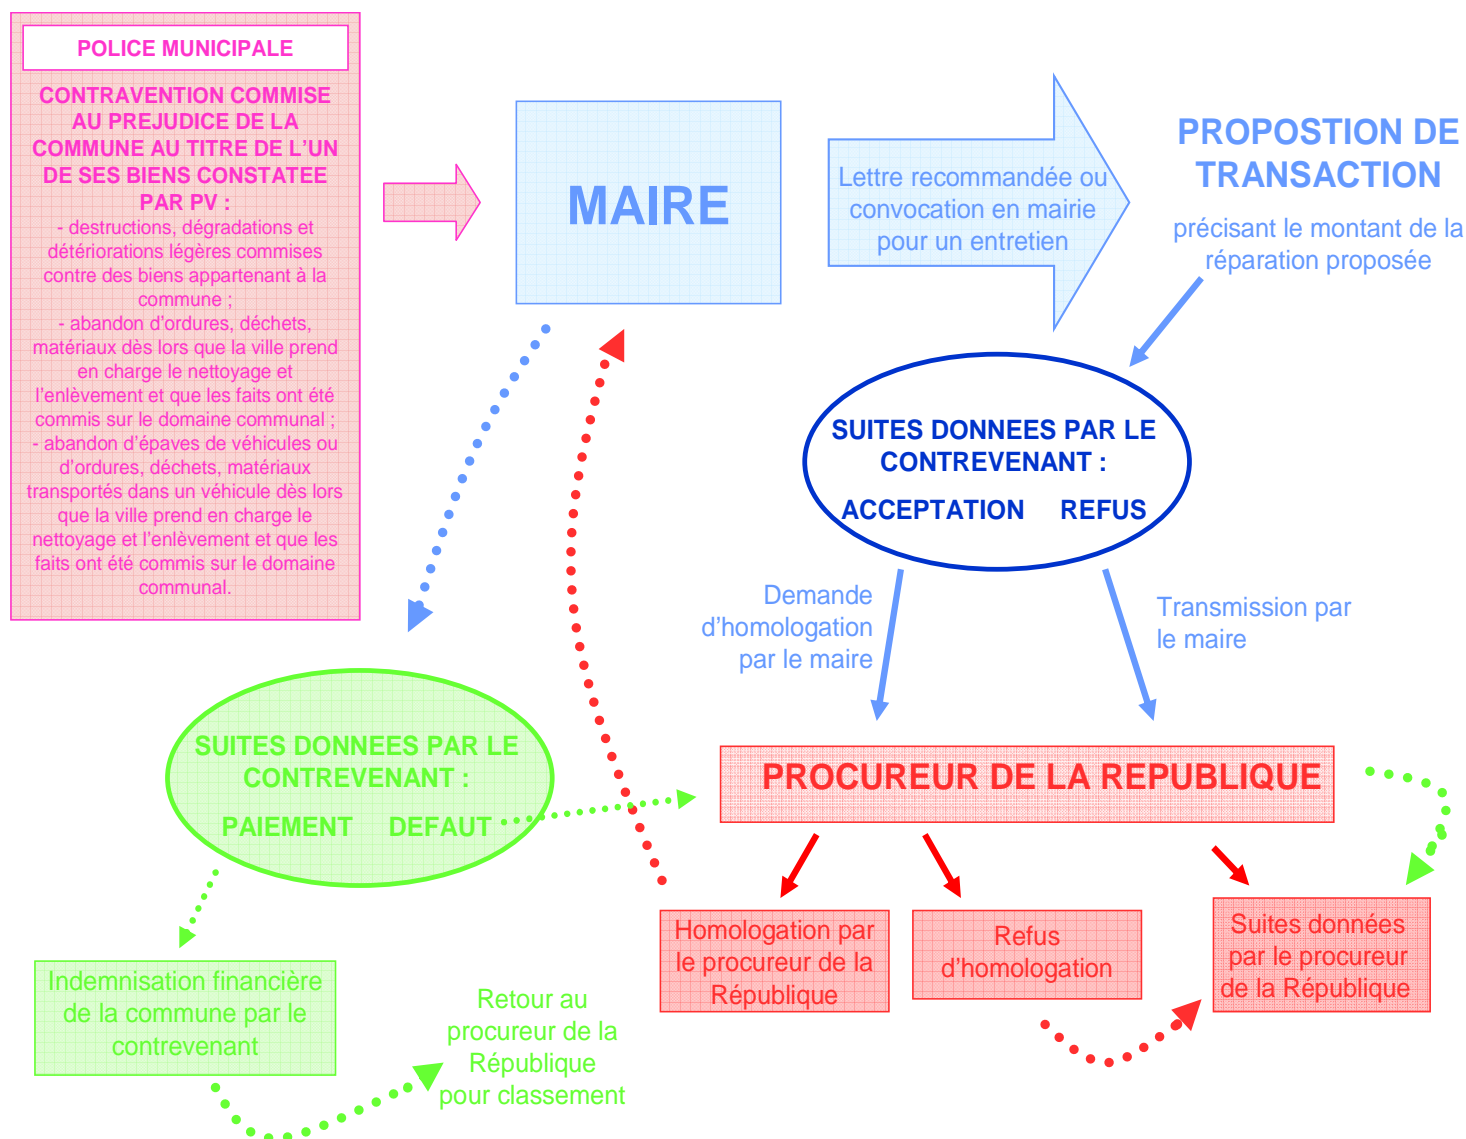 POLICE MUNICIPALE
CONTRAVENTION COMMISE
AU PREJUDICE DE LA
COMMUNE AU TITRE DE L'UN
DE SES BIENS CONSTATEE
PAR PV :
- destructions, dégradations et
détériorations légères commises
contre des biens appartenant à la
commune ;
- abandon d'ordures, déchets,
matériaux dès lors que la ville prend
en charge le nettoyage et
l'enlèvement et que les faits ont été
commis sur le domaine communal ;
- abandon d'épaves de véhicules ou
d'ordures, déchets, matériaux
transportés dans un véhicule dès lors
que la ville prend en charge le
nettoyage et l'enlèvement et que les
faits ont été commis sur le domaine
communal.
MAIRE
Lettre recommandée ou
convocation en mairie
pour un entretien
PROPOSTION DE
TRANSACTION
précisant le montant de la
réparation proposée
SUITES DONNEES PAR LE
CONTREVENANT :
ACCEPTATION REFUS
Demande
d'homologation
par le maire
Transmission par
le maire
SUITES DONNEES PAR LE
CONTREVENANT :
PAIEMENT DEFAUT
PROCUREUR DE LA REPUBLIQUE
Homologation par
le procureur de la
République
Refus
d'homologation
Suites données
par le procureur
de la République
Indemnisation financière
de la commune par le
contrevenant
Retour au
procureur de la
République
pour classement